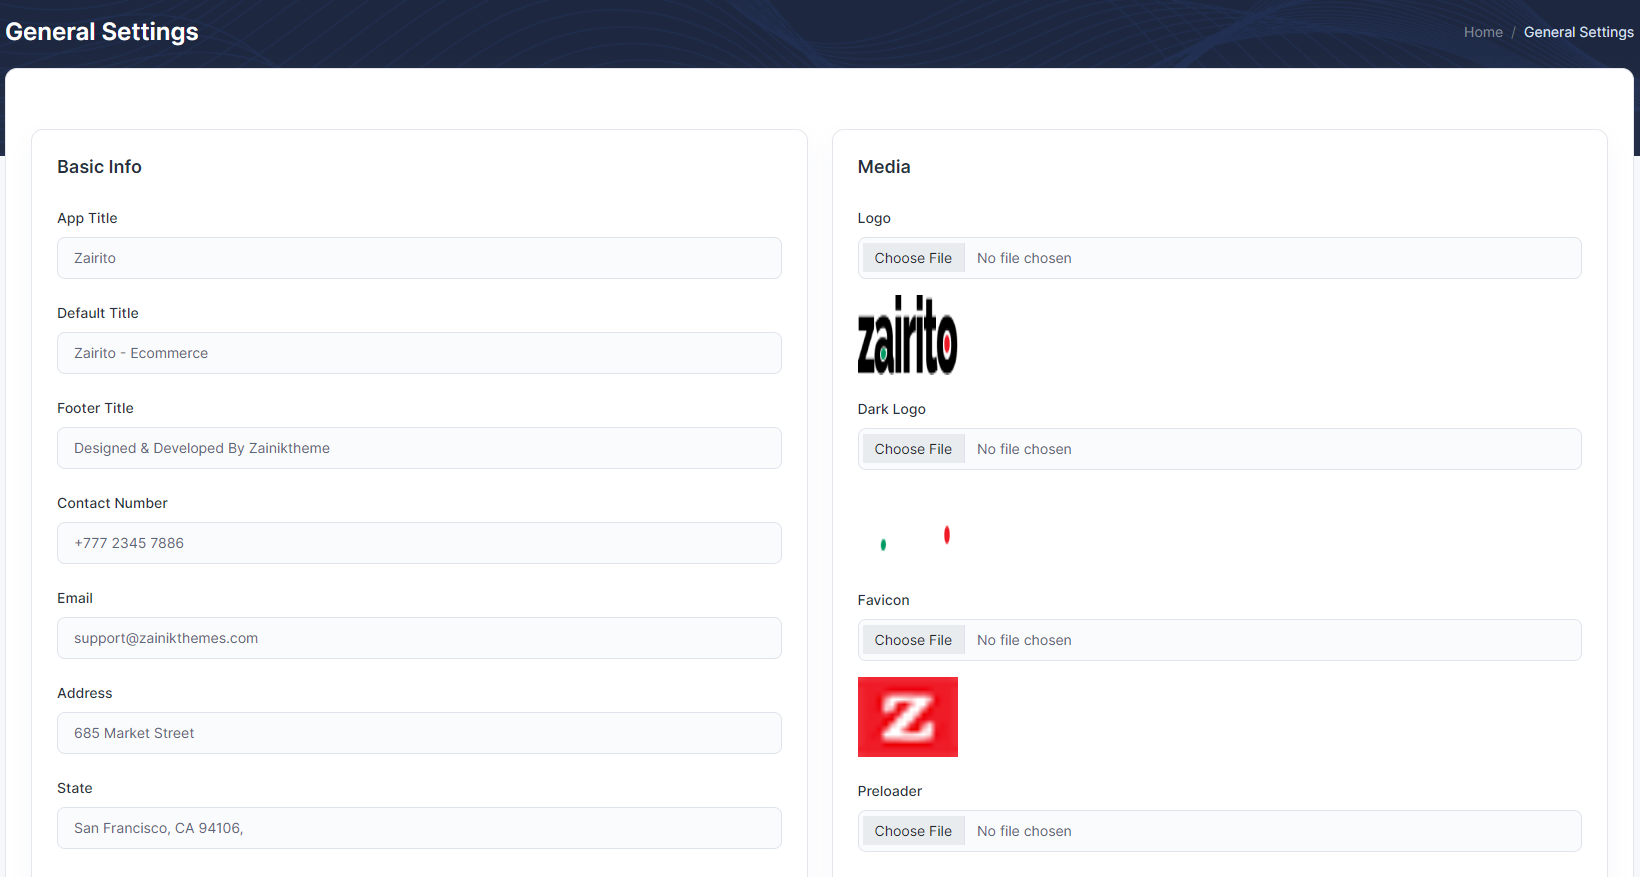 General Settings
Home / General Settings
Basic Info
App Title
Zairito
Default Title
Zairito - Ecommerce
Footer Title
Designed & Developed By Zainiktheme
Contact Number
+777 2345 7886
Email
support@zainikthemes.com
Address
685 Market Street
State
San Francisco, CA 94106,
Media
Logo
Choose File No file chosen
zairito
Dark Logo
Choose File No file chosen
Favicon
Choose File No file chosen
Z
Preloader
Choose File No file chosen